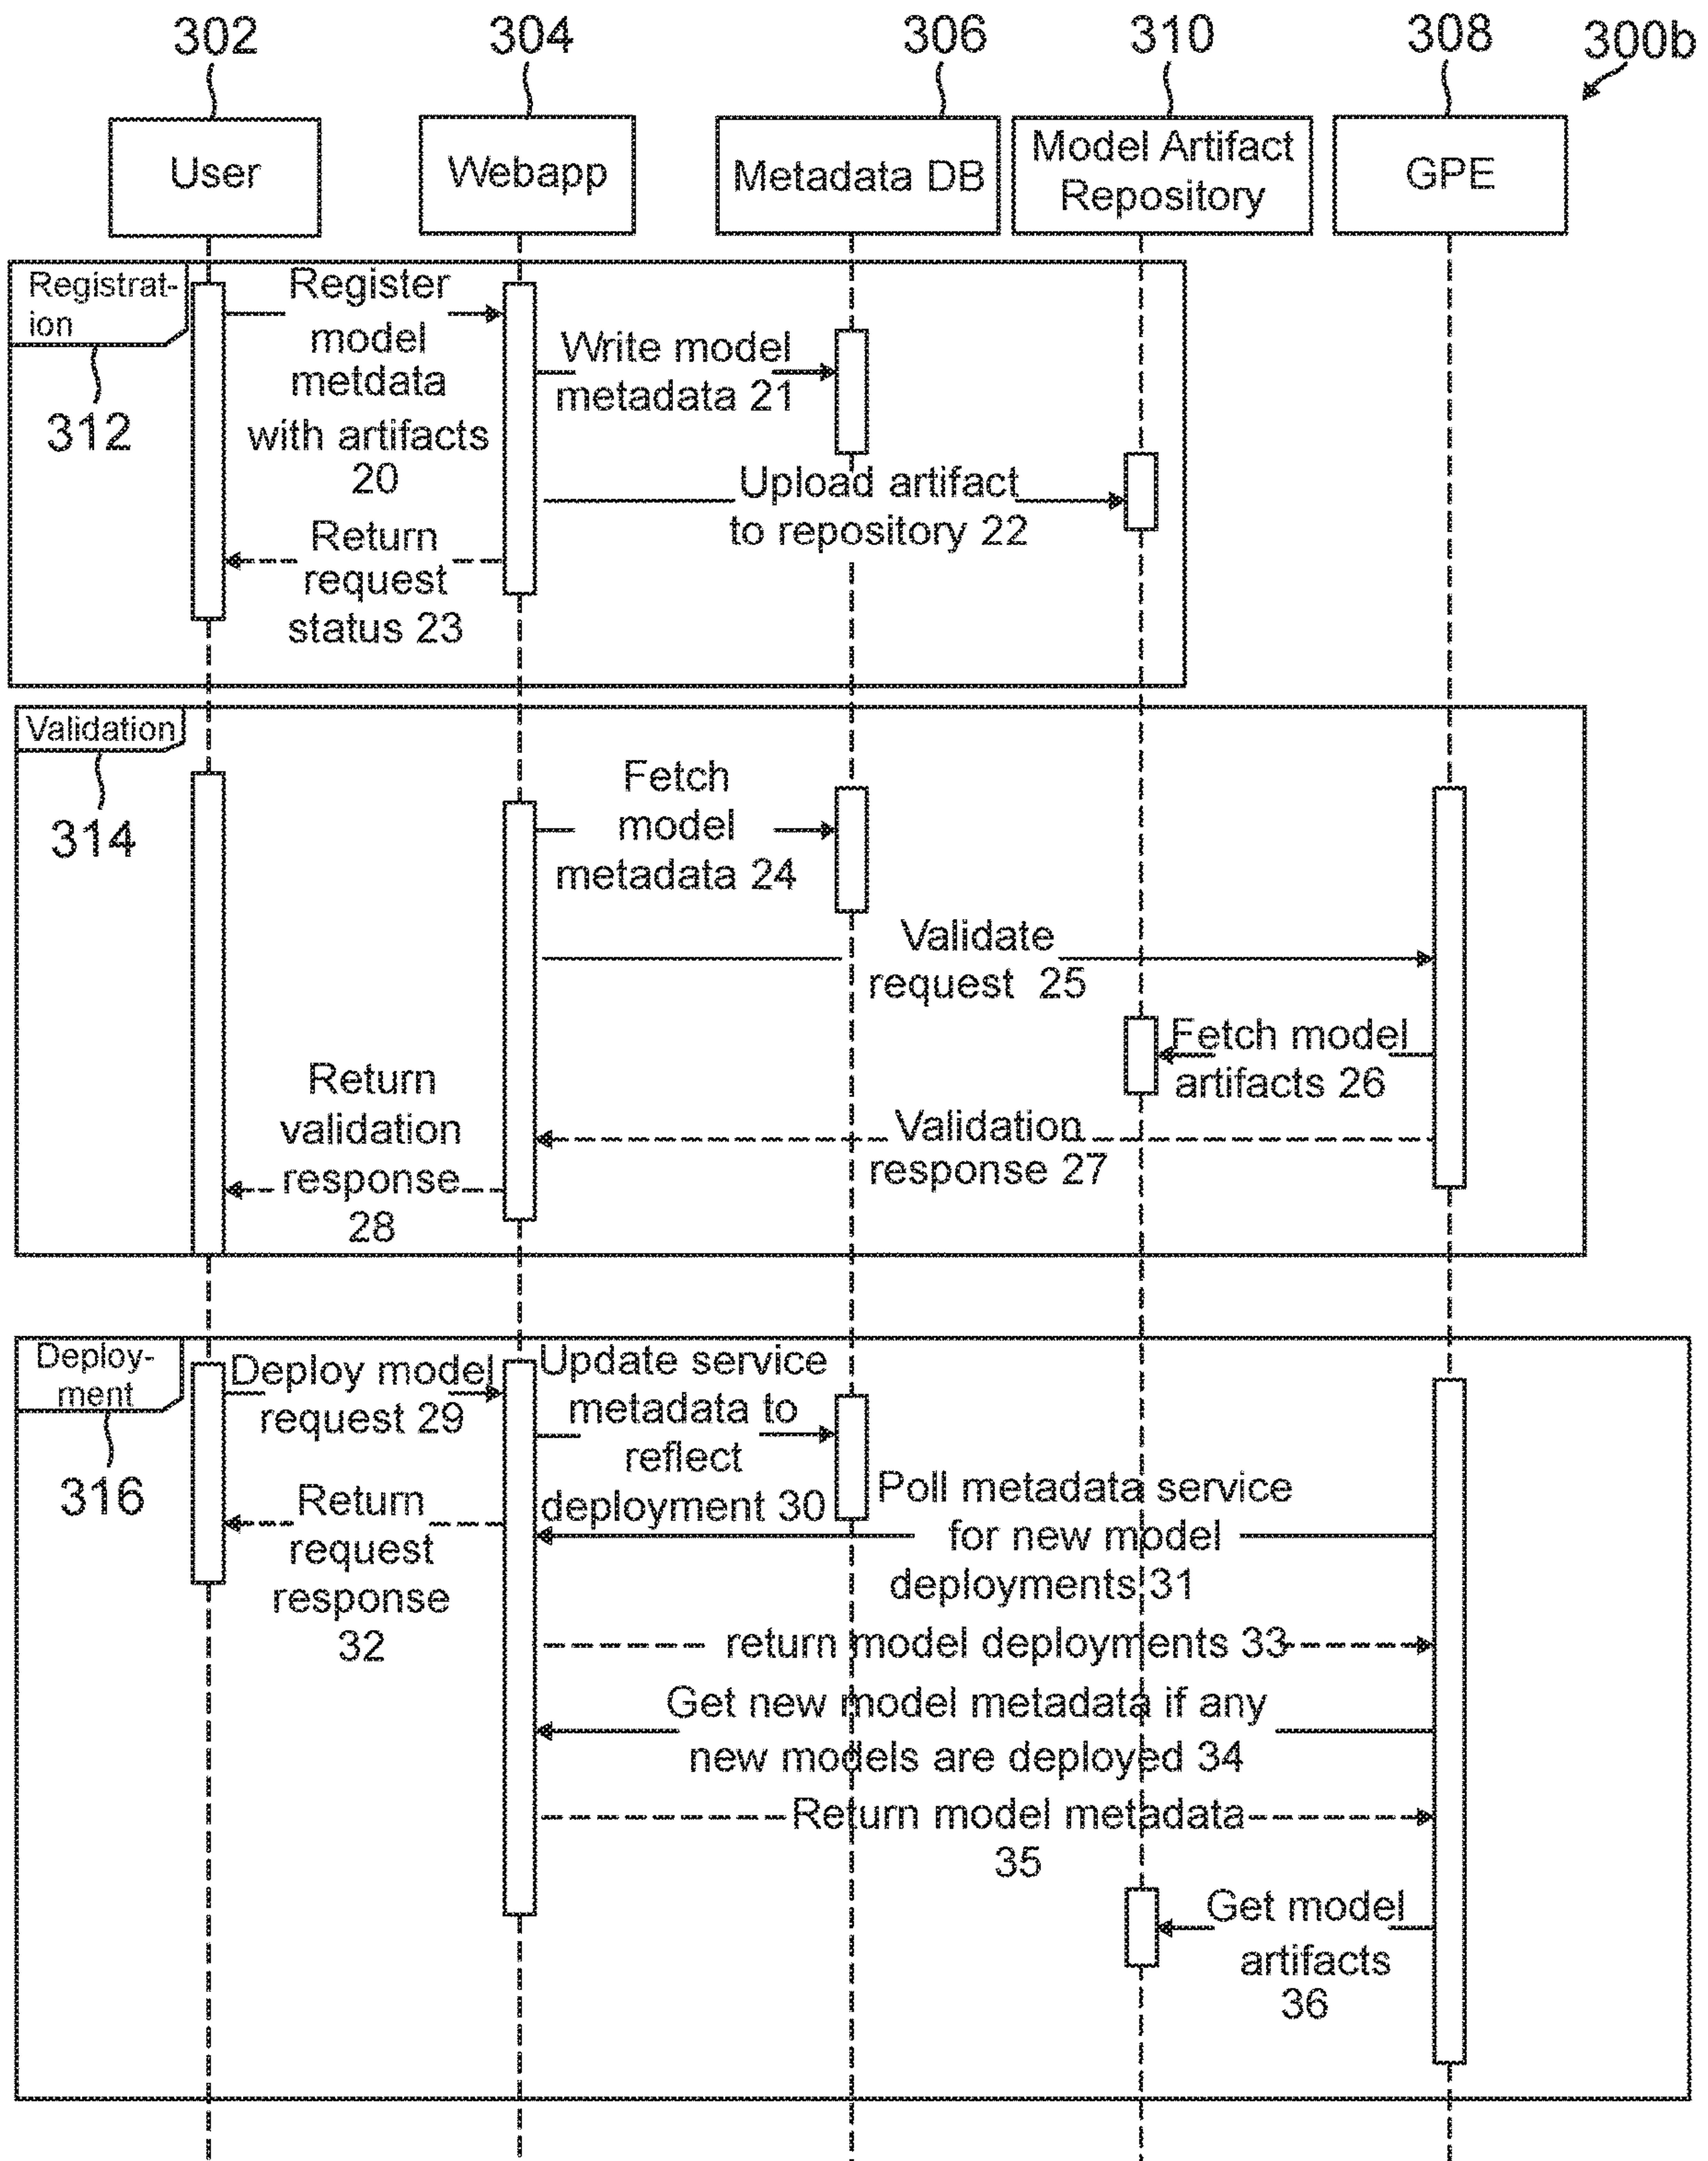 302
304
306
310
308
300b
User
Webapp
Metadata DB
Model Artifact
Repository
GPE
Registrat-
ion
312
Register
model
metdata
with artifacts
20
Write model
metadata 21
Upload artifact
to repository 22
Return
request
status 23
Validation
314
Fetch
model
metadata 24
Validate
request 25
Fetch model
artifacts 26
Validation
response 27
Return
validation
response
28
Deploy-
ment
316
Deploy model
request 29
Update service
metadata to
reflect
deployment 30
Poll metadata service
for new model
deployments 31
Return
request
response
32
return model deployments 33
Get new model metadata if any
new models are deployed 34
Return model metadata
35
Get model
artifacts
36